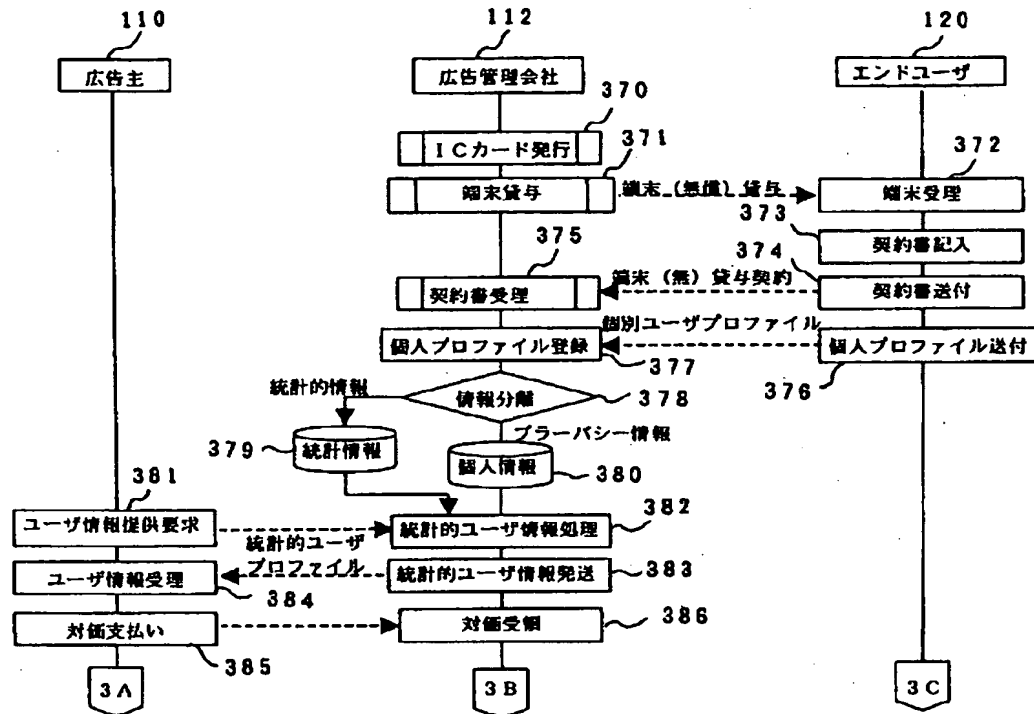 110
112
120
広告主
広告管理会社
エンドユーザ
370
ICカード発行
371
372
端末貸与
端末(無償)貸与
端末受理
373
375
374
契約書記入
契約書受理
端末(無)貸与契約
契約書送付
個別ユーザプロファイル
個人プロファイル登録
個人プロファイル送付
377
376
統計的情報
情報分離
378
プラーバシー情報
379
統計情報
個人情報
380
381
382
ユーザ情報提供要求
統計的ユーザ情報処理
統計的ユーザ
プロファイル
統計的ユーザ情報発送
383
ユーザ情報受理
384
対価支払い
対価受領
386
385
3A
3B
3C